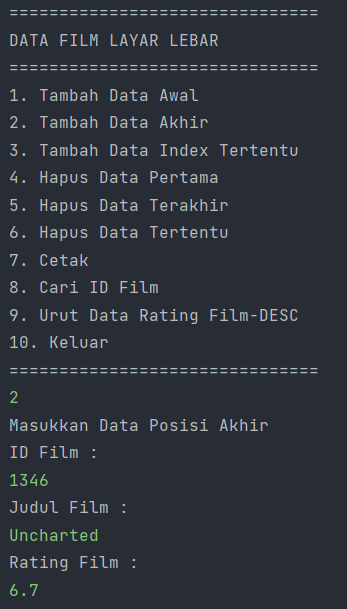 ===============================
DATA FILM LAYAR LEBAR
===============================
1. Tambah Data Awal
2. Tambah Data Akhir
3. Tambah Data Index Tertentu
4. Hapus Data Pertama
5. Hapus Data Terakhir
6. Hapus Data Tertentu
7. Cetak
8. Cari ID Film
9. Urut Data Rating Film-DESC
10. Keluar
===============================
2
Masukkan Data Posisi Akhir
ID Film :
1346
Judul Film :
Uncharted
Rating Film :
6.7